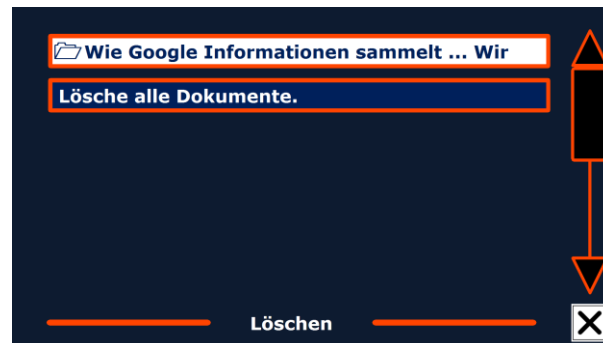 Wie Google Informationen sammelt ... Wir
Lösche alle Dokumente.
Löschen